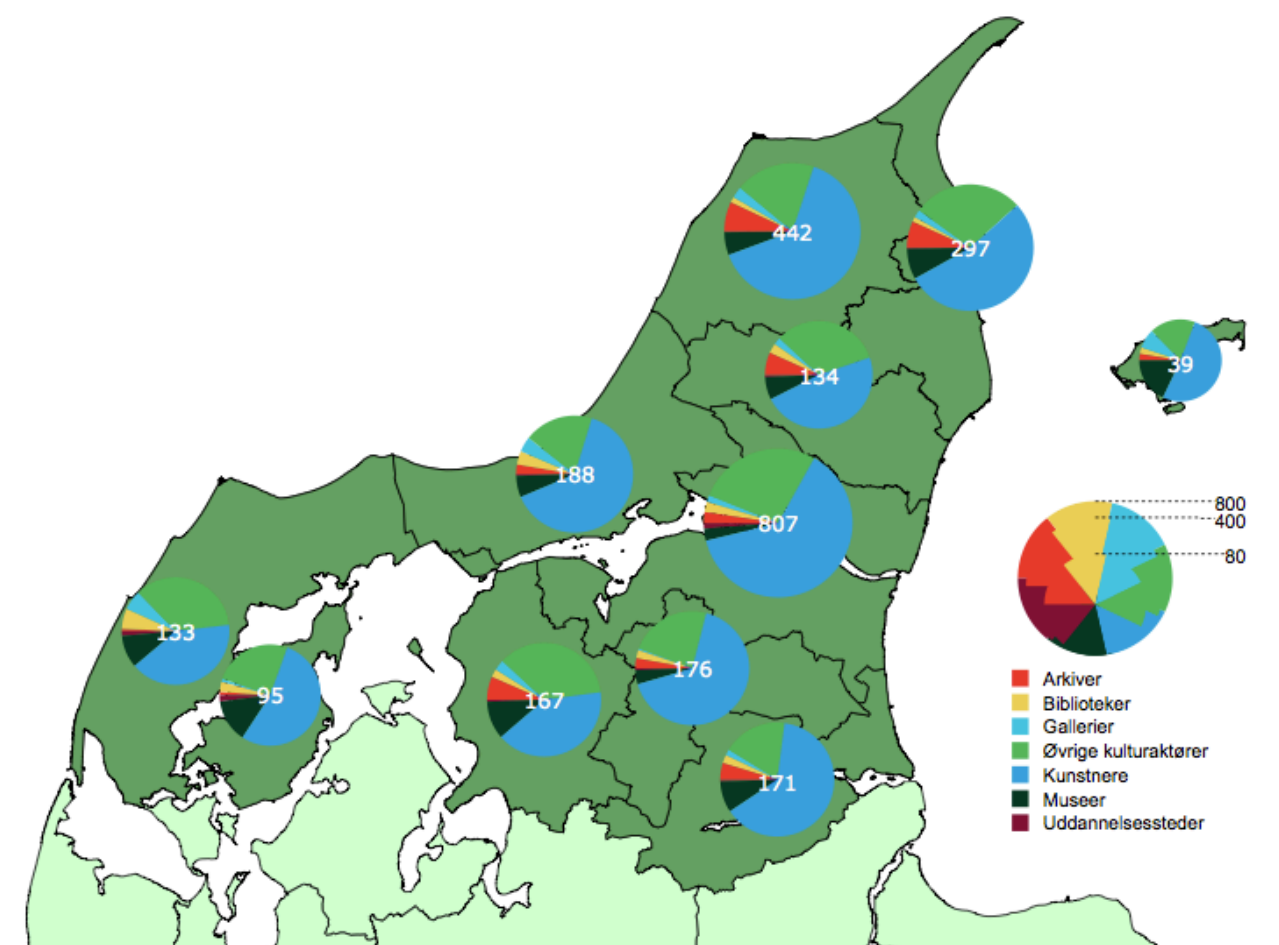 442
297
39
134
188
807
133
95
167
176
171
800
400
80
Arkiver
Biblioteker
Gallerier
Øvrige kulturaktører
Kunstnere
Museer
Uddannelsessteder